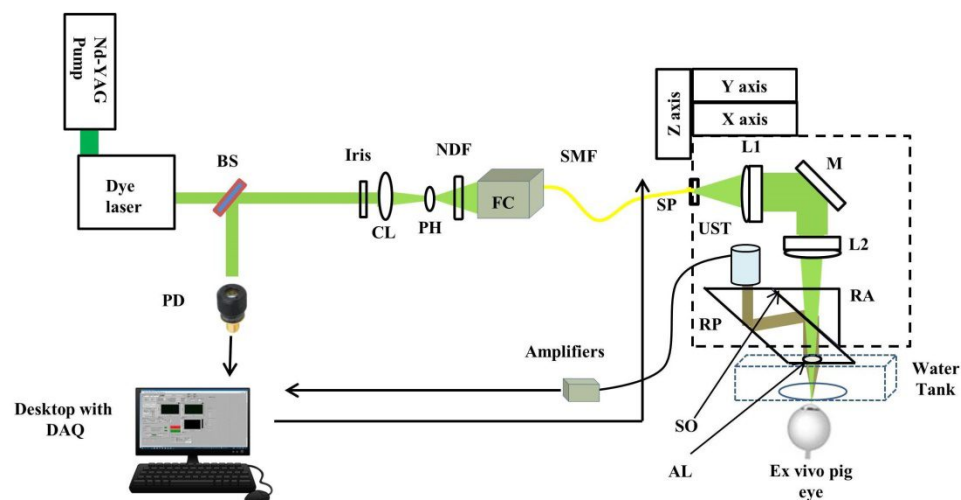 Nd-YAG
Pump
Dye
laser
BS
PD
Iris
CL
PH
NDF
FC
SMF
Z axis
Y axis
X axis
SP
L1
M
UST
L2
RP
RA
Amplifiers
Water
Tank
Desktop with
DAQ
SO
AL
Ex vivo pig
eye